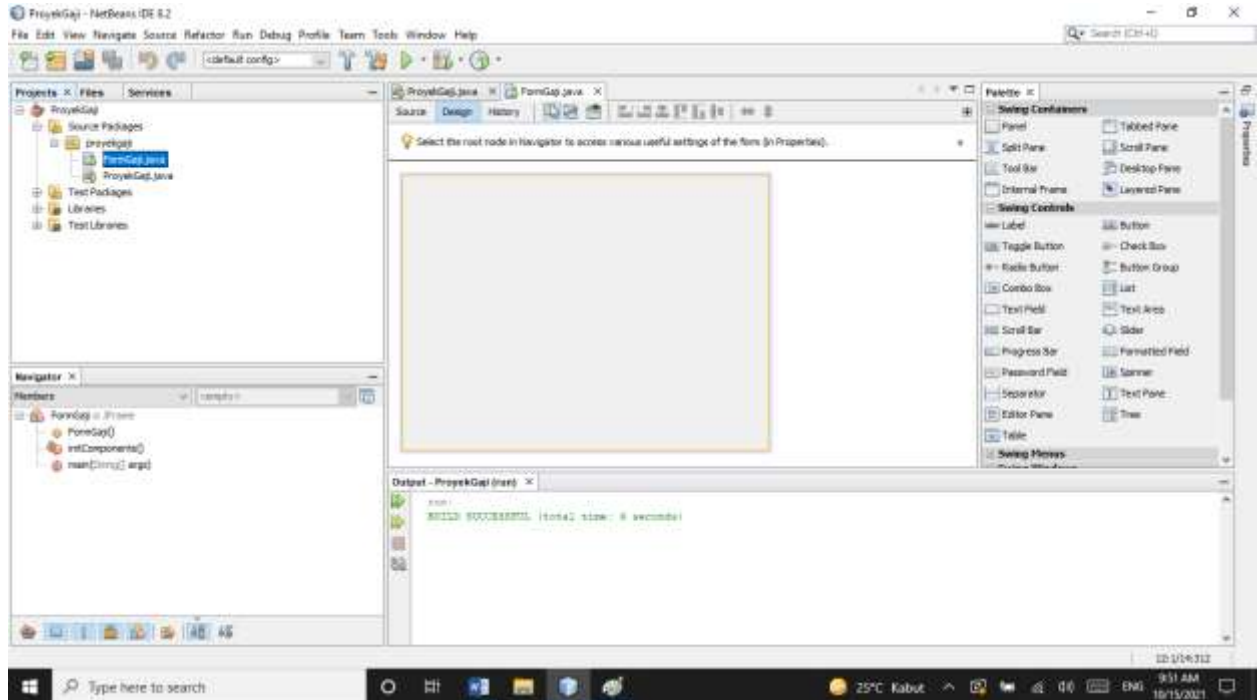 ProyekGaji - NetBeans IDE 8.2
File Edit View Navigate Source Refactor Run Debug Profile Team Tools Window Help
Search (Ctrl+I)
<default config>
Projects Files Services
ProyekGaji
Source Packages
proyekgaji
FormGaji.java
ProyekGaji.java
Test Packages
Libraries
Test Libraries
ProyekGaji.java FormGaji.java
Source Design History
Select the root node in Navigator to access various useful settings of the form (in Properties).
Palette
Swing Containers
Panel Tabbed Pane
Split Pane Scroll Pane
Tool Bar Desktop Pane
Internal Frame Layered Pane
Swing Controls
Label Button
Toggle Button Check Box
Radio Button Button Group
Combo Box List
Text Field Text Area
Scroll Bar Slider
Progress Bar Formatted Field
Password Field Spinner
Separator Text Pane
Editor Pane Tree
Table
Swing Menus
Properties
Navigator
Members <empty>
FormGaji :: JFrame
FormGaji()
initComponents()
main(String[] args)
Output - ProyekGaji (run)
run:
BUILD SUCCESSFUL (total time: 6 seconds)
Type here to search
25°C Kabut
ENG
9:51 AM
10/15/2021